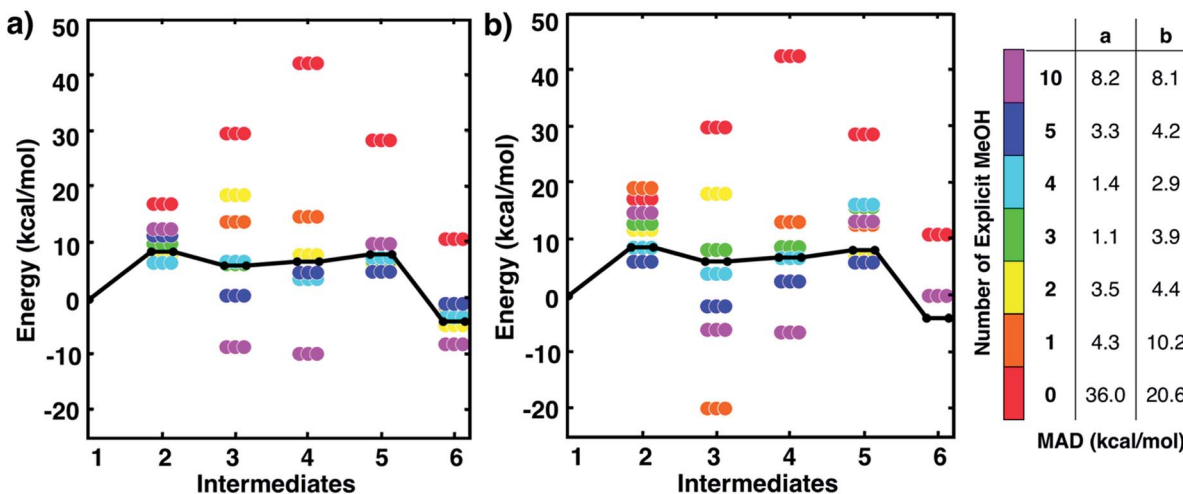 a)
50
40
30
20
10
0
-10
-20
Energy (kcal/mol)
1 2 3 4 5 6
Intermediates
b)
50
40
30
20
10
0
-10
-20
Energy (kcal/mol)
1 2 3 4 5 6
Intermediates
Number of Explicit MeOH
a b
10 8.2 8.1
5 3.3 4.2
4 1.4 2.9
3 1.1 3.9
2 3.5 4.4
1 4.3 10.2
0 36.0 20.6
MAD (kcal/mol)